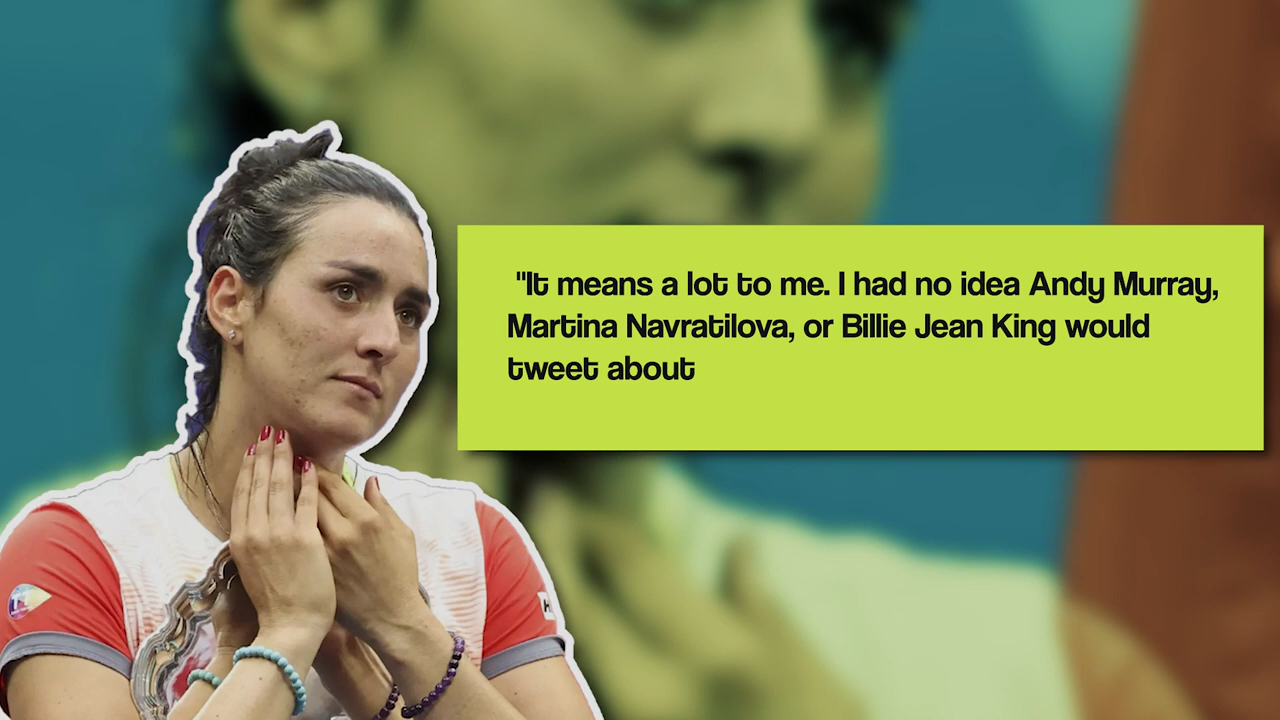 "It means a lot to me. I had no idea Andy Murray,
Martina Navratilova, or Billie Jean King would
tweet about